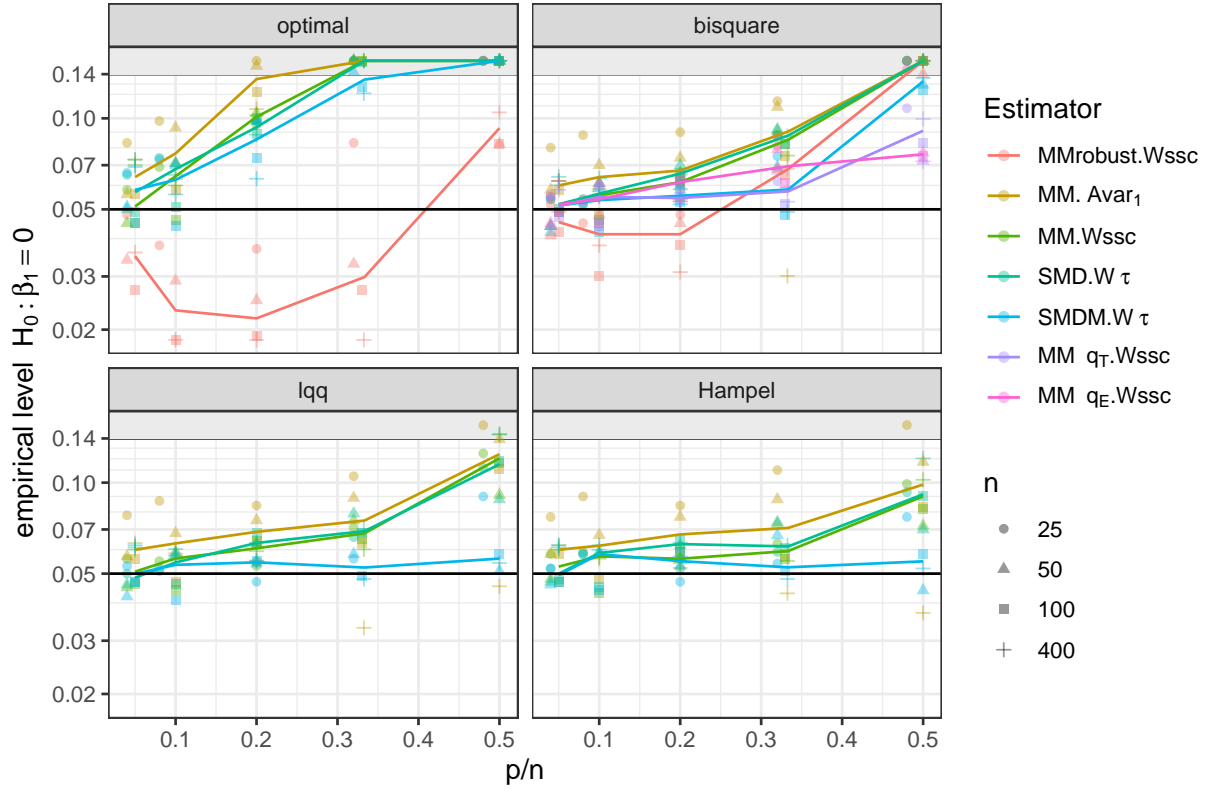 optimal
bisquare
0.14
0.10
0.07
0.05
0.03
0.02
lqq
Hampel
0.14
0.10
0.07
0.05
0.03
0.02
0.1 0.2 0.3 0.4 0.5
0.1 0.2 0.3 0.4 0.5
p/n
empirical level H₀ : β₁ = 0
Estimator
MMrobust.Wssc
MM. Avar₁
MM.Wssc
SMD.W τ
SMDM.W τ
MM q_T.Wssc
MM q_E.Wssc
n
25
50
100
400